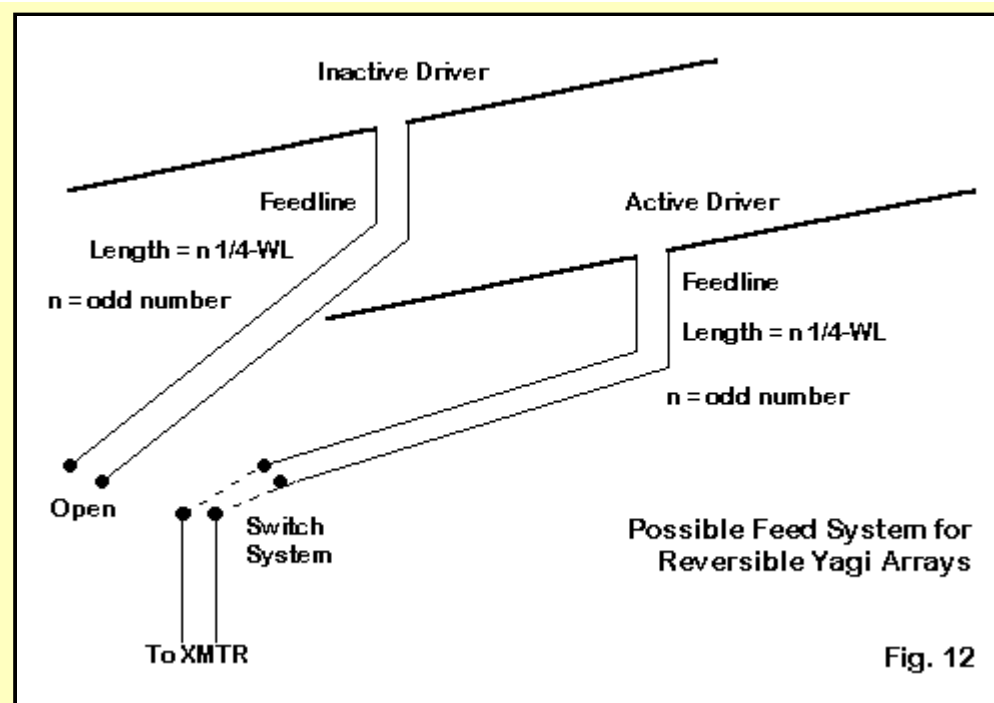 Inactive Driver
Feedline
Length = n 1/4-WL
n = odd number
Active Driver
Feedline
Length = n 1/4-WL
n = odd number
Open
Switch
System
To XMTR
Possible Feed System for
Reversible Yagi Arrays
Fig. 12